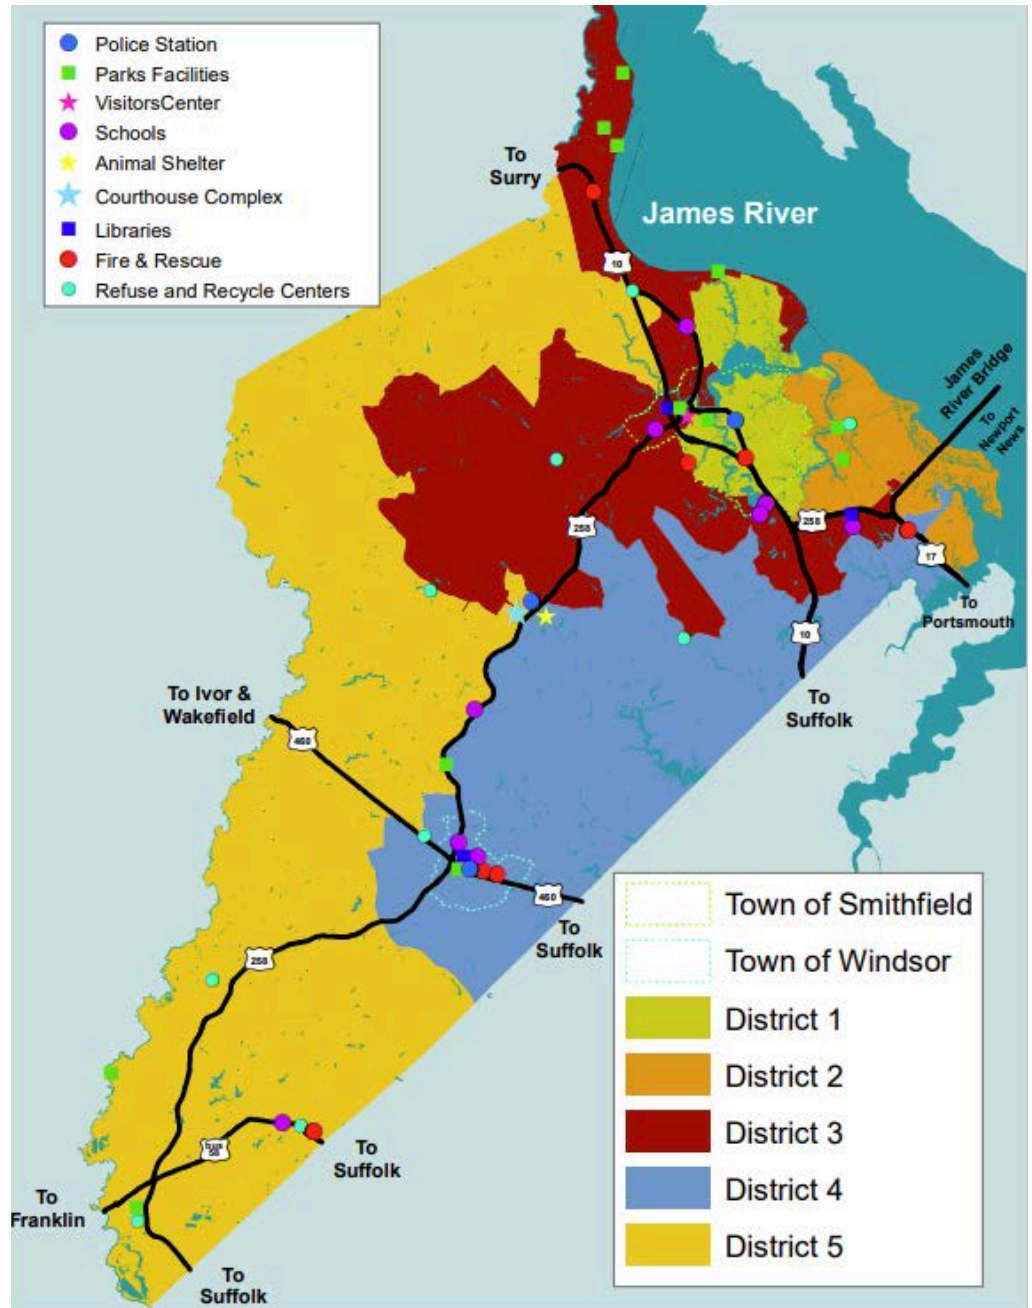 Police Station
Parks Facilities
VisitorsCenter
Schools
Animal Shelter
Courthouse Complex
Libraries
Fire & Rescue
Refuse and Recycle Centers
To
Surry
James River
10
James
River Bridge
To
Newport
News
258
258
17
To
Portsmouth
10
To
Suffolk
To Ivor &
Wakefield
460
460
To
Suffolk
258
bus
58
To
Suffolk
To
Franklin
To
Suffolk
Town of Smithfield
Town of Windsor
District 1
District 2
District 3
District 4
District 5